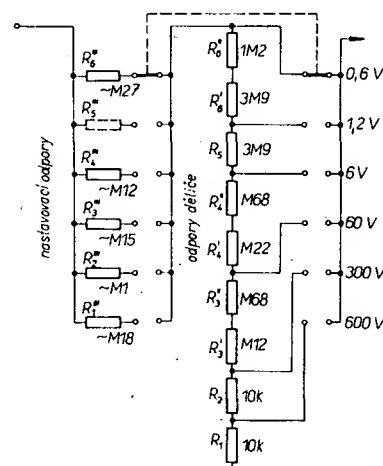 R₆‴
~M27
R₅‴
R₄‴
~M12
R₃‴
~M15
R₂‴
~M1
R₁‴
~M18
nastavovací odpory
odpory děliče
R₆″ 1M2
R₆′ 3M9
R₅ 3M9
R₄″ M68
R₄′ M22
R₃″ M68
R₃′ M12
R₂ 10k
R₁ 10k
0,6 V
1,2 V
6 V
60 V
300 V
600 V